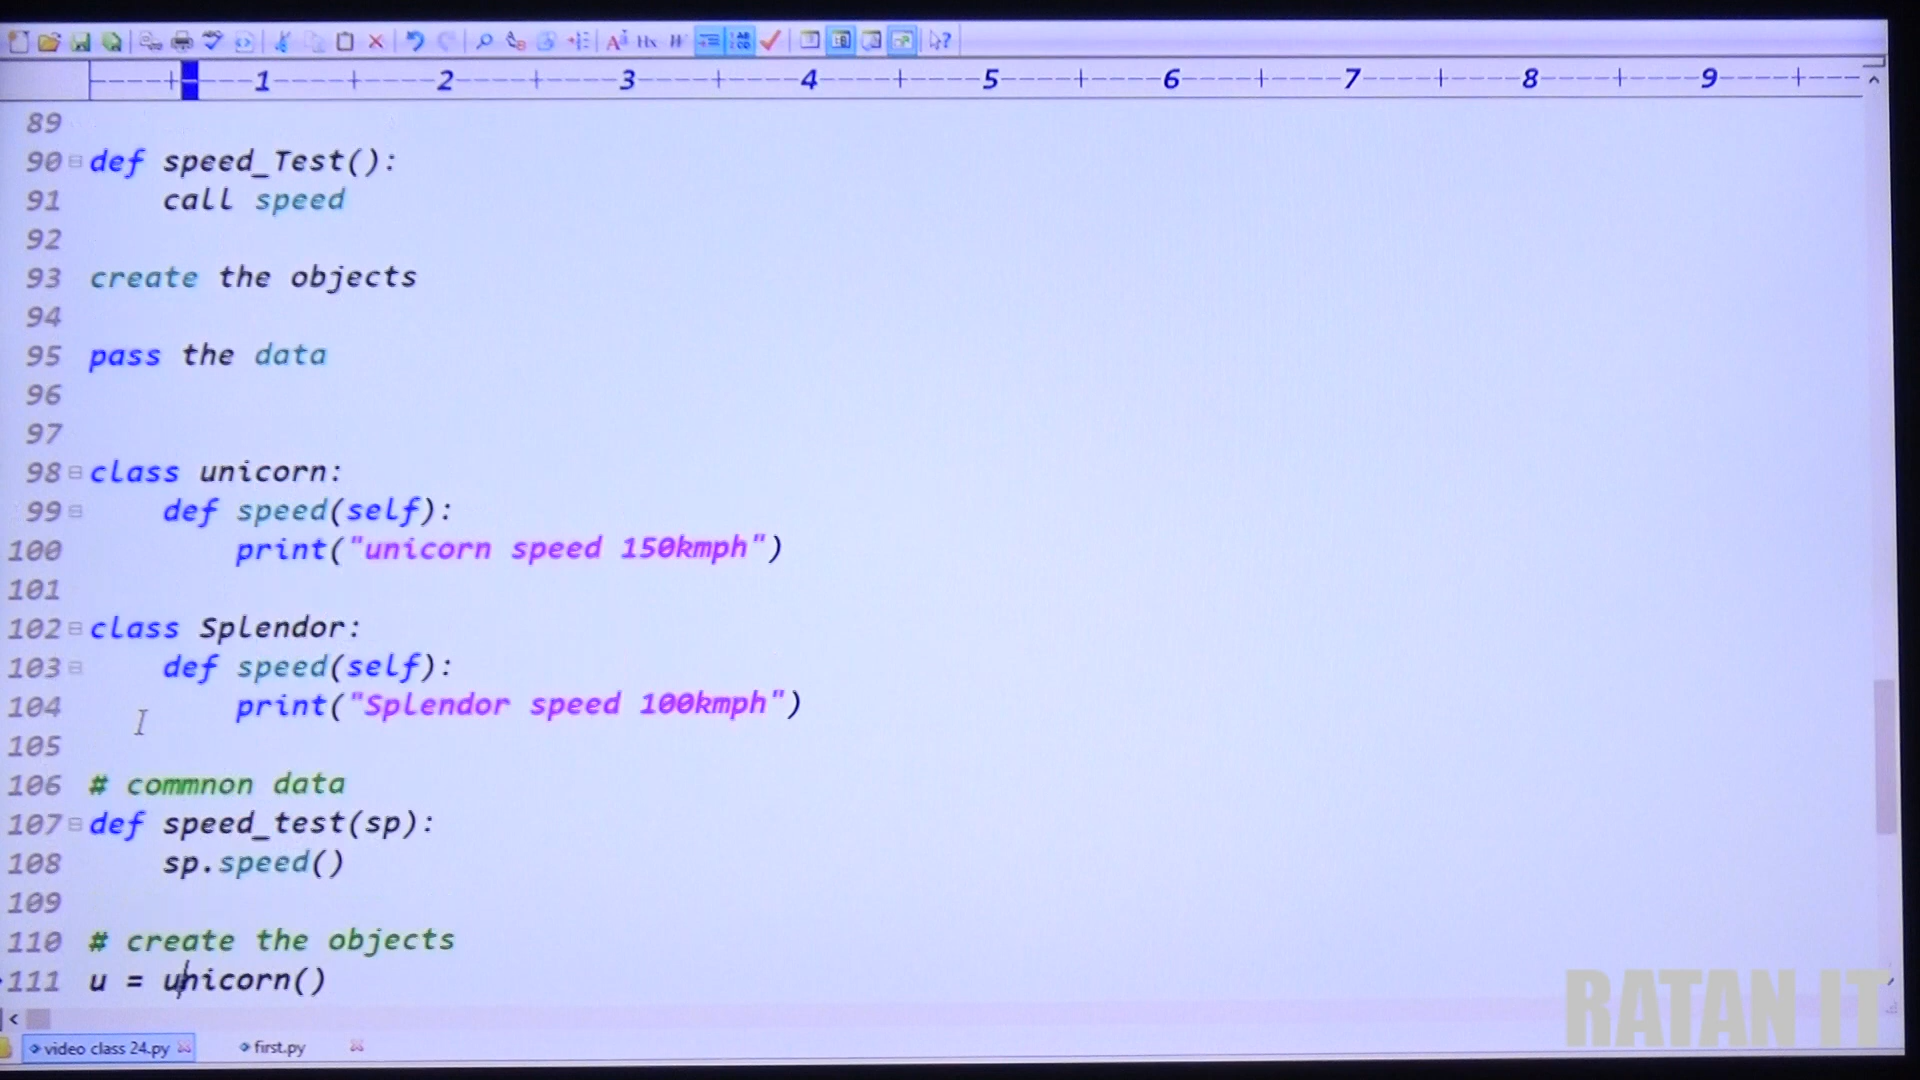 1 2 3 4 5 6 7 8 9
89
90 def speed_Test():
91 call speed
92
93 create the objects
94
95 pass the data
96
97
98 class unicorn:
99 def speed(self):
100 print("unicorn speed 150kmph")
101
102 class Splendor:
103 def speed(self):
104 print("Splendor speed 100kmph")
105
106 # commnon data
107 def speed_test(sp):
108 sp.speed()
109
110 # create the objects
111 u = unicorn()
RATAN IT
video class 24.py first.py